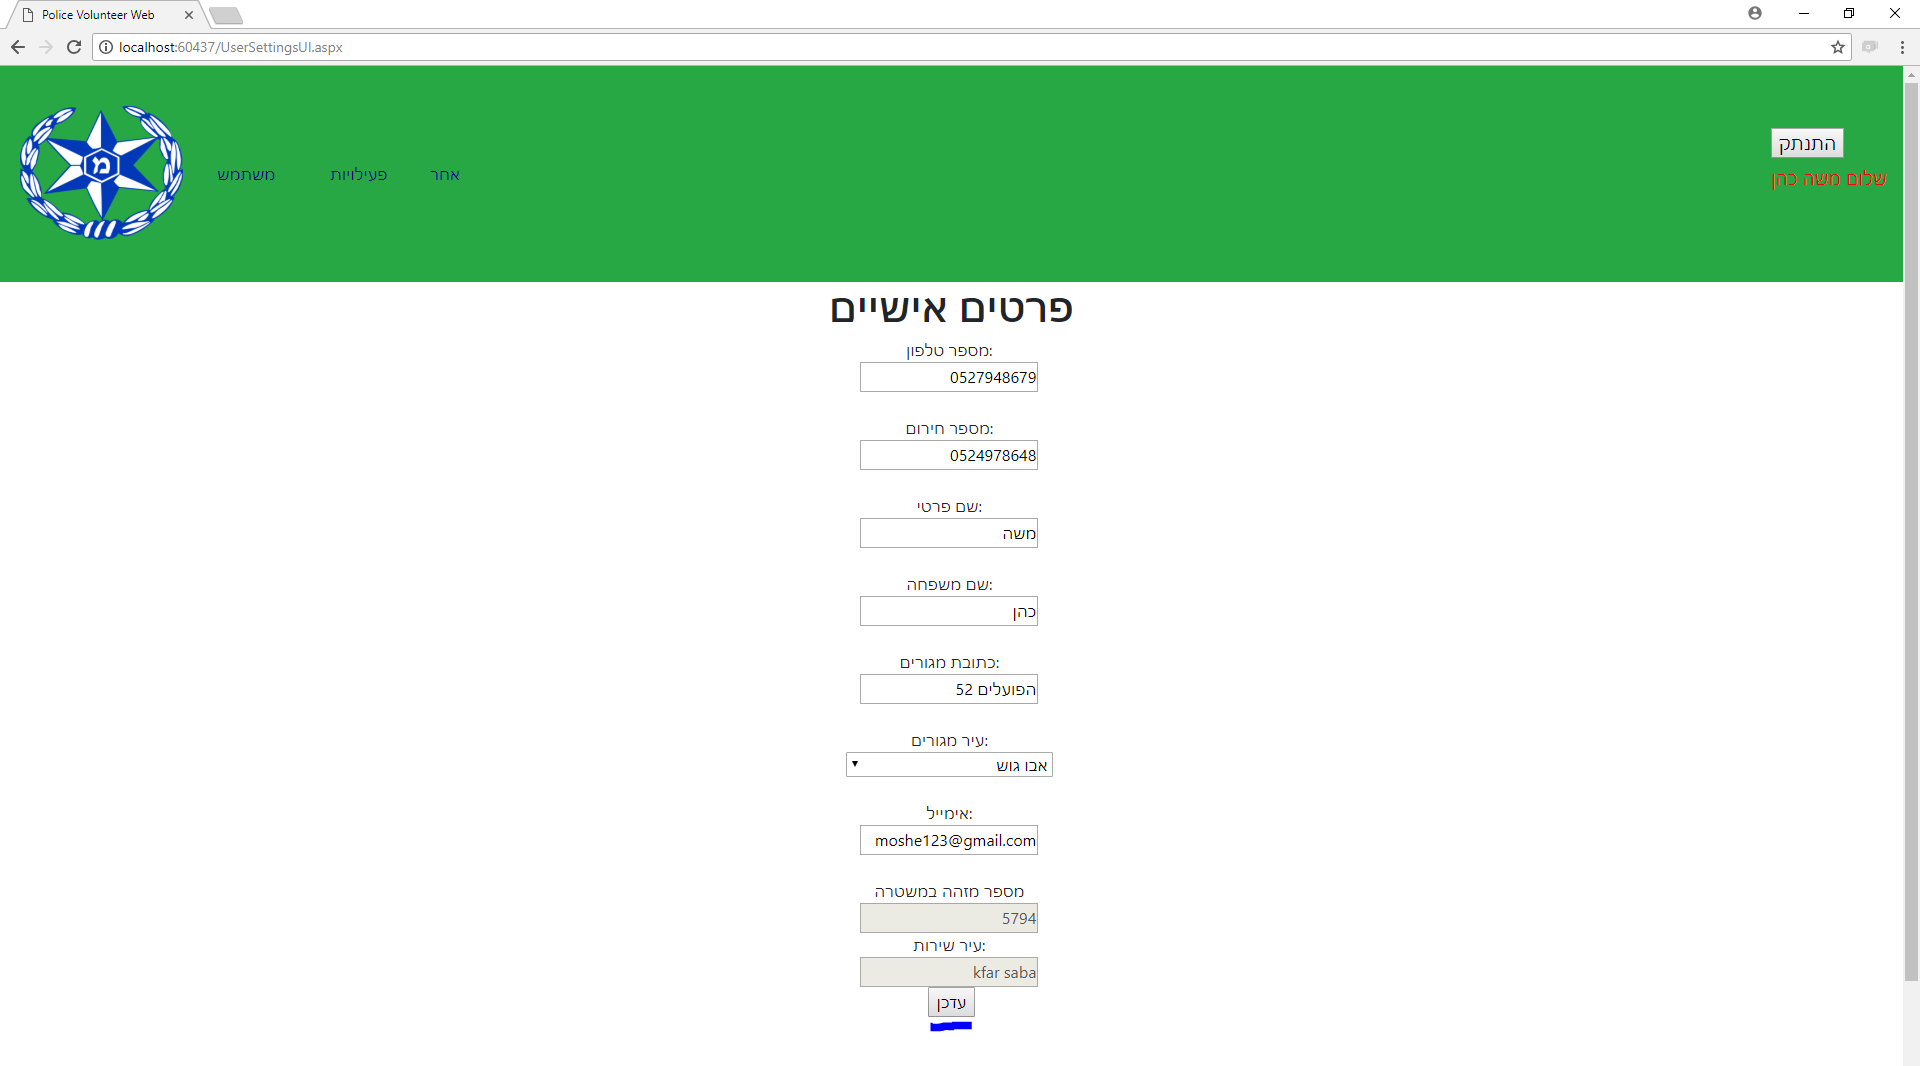 Police Volunteer Web
localhost:60437/UserSettingsUI.aspx
מ
משתמש
פעילויות
אחר
התנתק
שלום משה כהן
פרטים אישיים
מספר טלפון:
0527948679
מספר חירום:
0524978648
שם פרטי:
משה
שם משפחה:
כהן
כתובת מגורים:
הפועלים 52
עיר מגורים:
אבו גוש
אימייל:
moshe123@gmail.com
מספר מזהה במשטרה
5794
עיר שירות:
kfar saba
עדכן